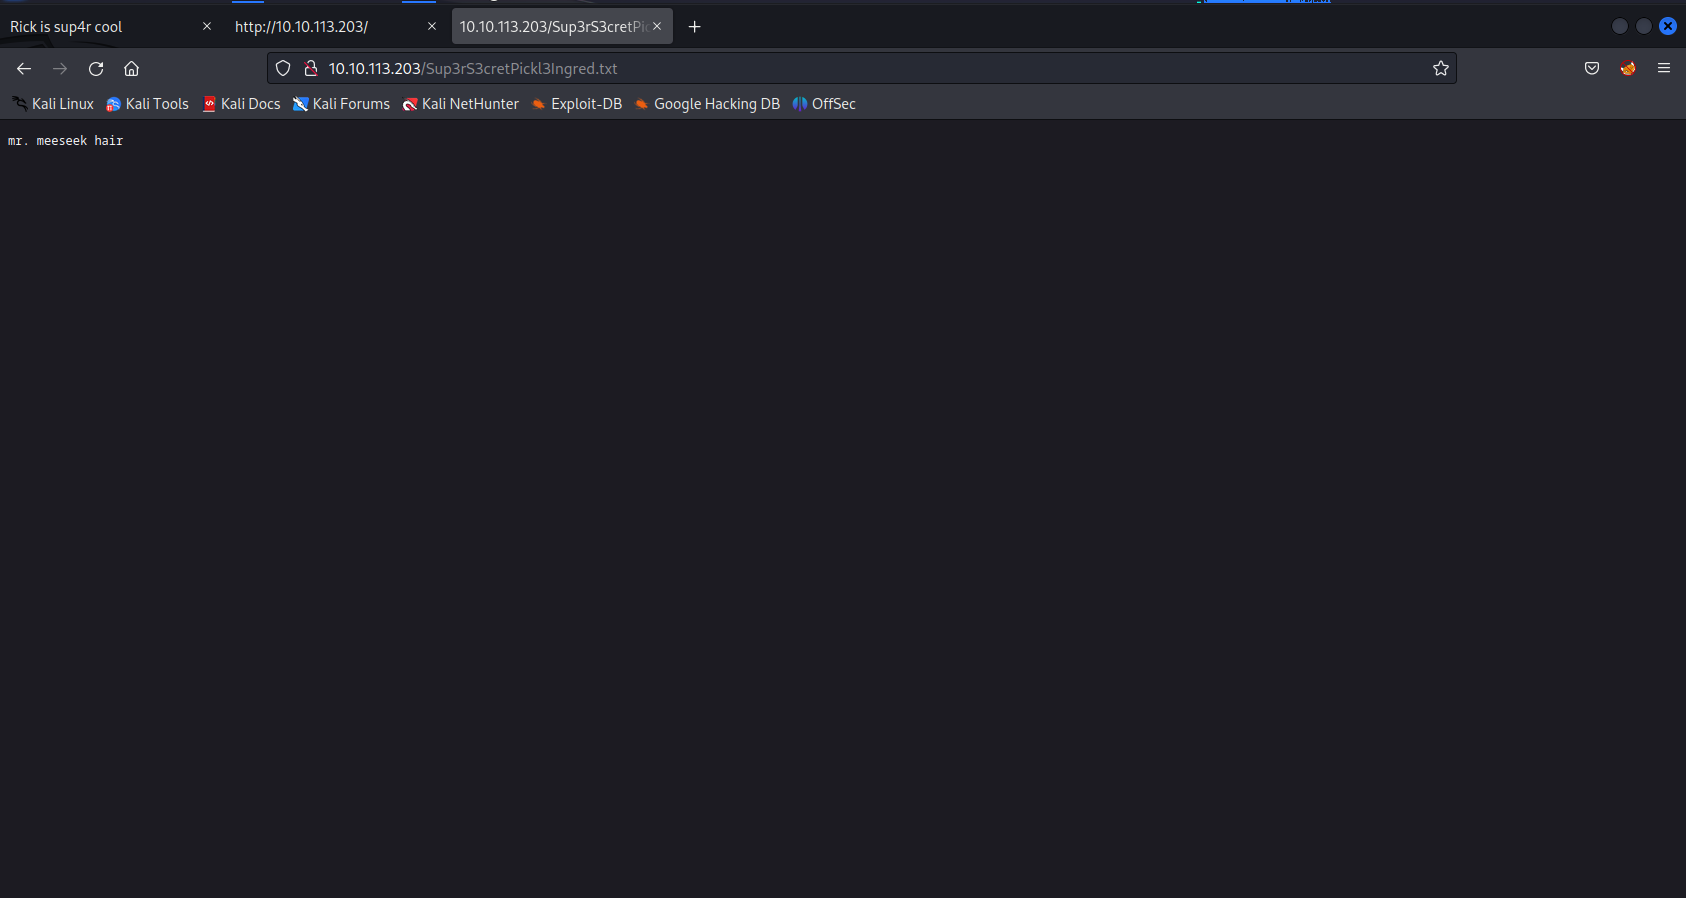 Rick is sup4r cool
http://10.10.113.203/
10.10.113.203/Sup3rS3cretPic
10.10.113.203/Sup3rS3cretPickl3Ingred.txt
Kali Linux Kali Tools Kali Docs Kali Forums Kali NetHunter Exploit-DB Google Hacking DB OffSec
mr. meeseek hair